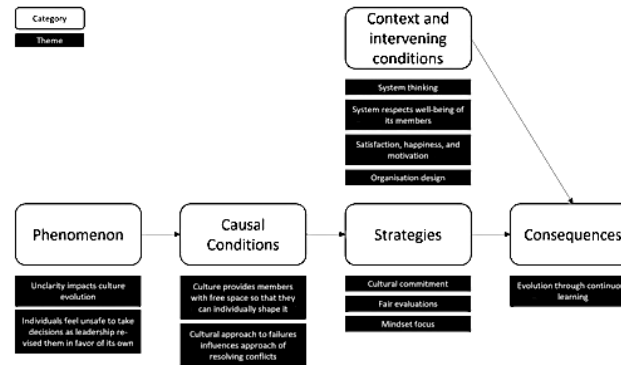 Category
Theme
Context and
intervening
conditions
System thinking
System respects well-being of
its members
Satisfaction, happiness, and
motivation
Organisation design
Phenomenon
Unclarity impacts culture
evolution
Individuals feel unsafe to take
decisions as leadership re-
vised them in favor of its own
Causal
Conditions
Culture provides members
with free space so that they
can individually shape it
Cultural approach to failures
influences approach of
resolving conflicts
Strategies
Cultural commitment
Fair evaluations
Mindset focus
Consequences
Evolution through continuous
learning